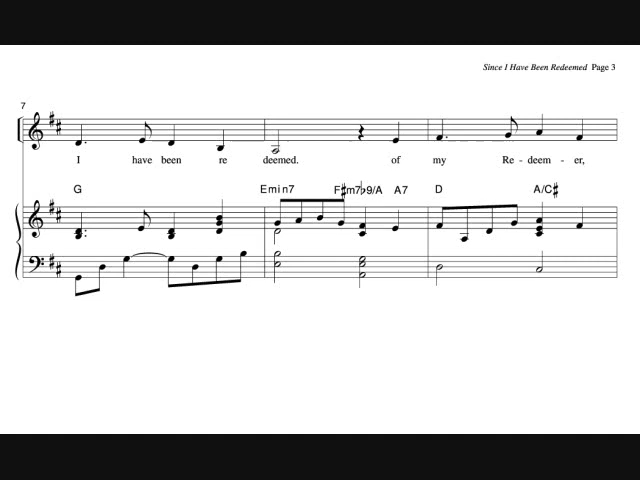 Since I Have Been Redeemed Page 3
7
I have been re deemed. of my Re - deem - er,
G Emin7 F♯m7♭9/A A7 D A/C♯